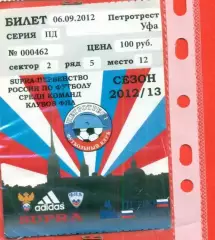 БИЛЕТ 06.09.2012 Петротрест
СЕРИЯ ПД Уфа
№ 000462 ЦЕНА 100 руб.
сектор 2 ряд 5 место 12
SUPRA-ПЕРВЕНСТВО
РОССИИ ПО ФУТБОЛУ
СРЕДИ КОМАНД
КЛУБОВ ФНЛ
СЕЗОН
2012/13
adidas
SUPRA